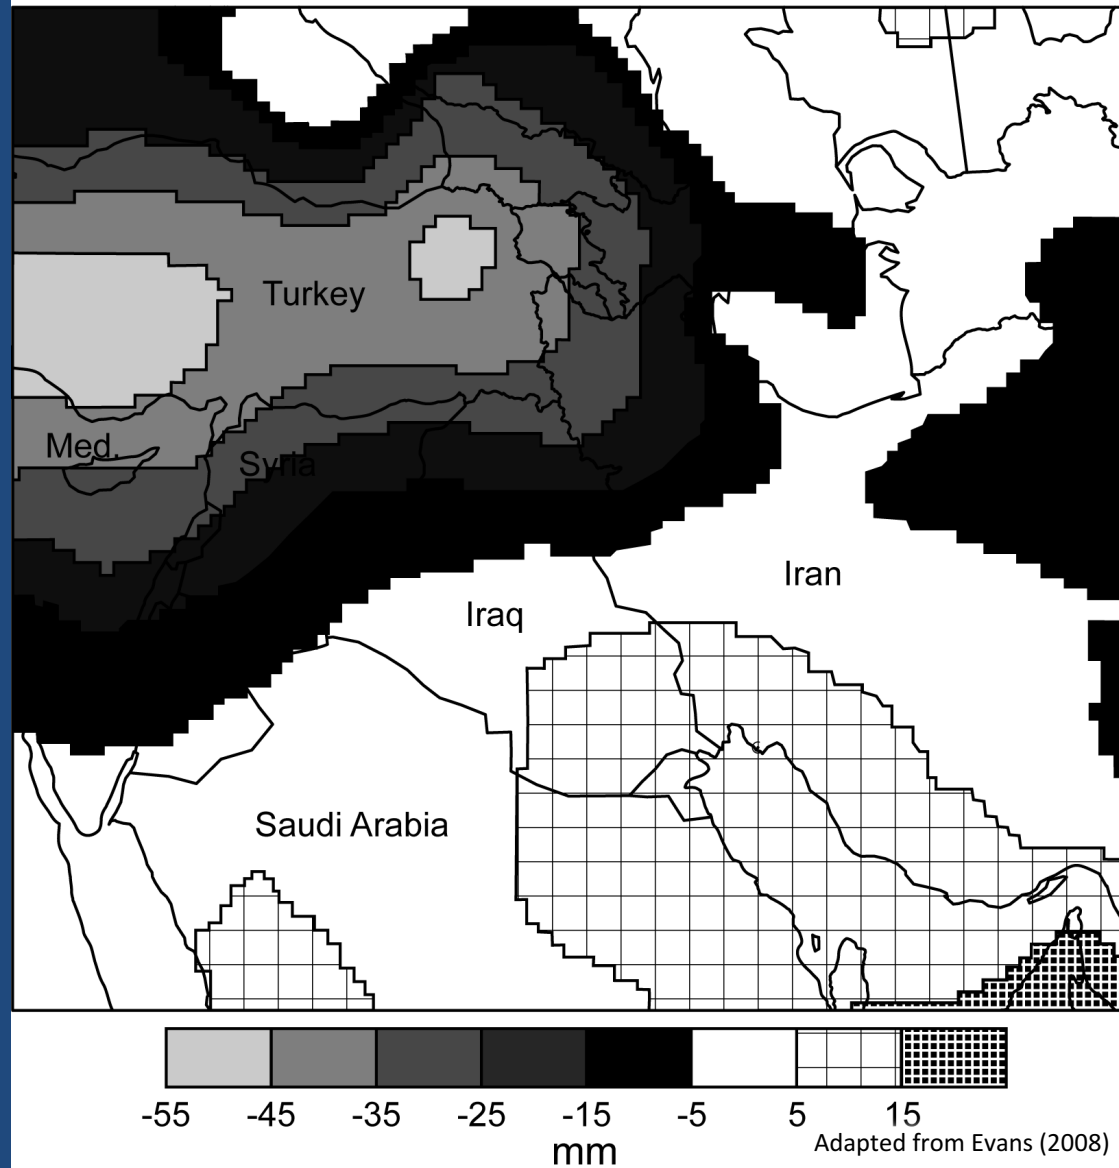 Turkey
Med.
Syria
Iran
Iraq
Saudi Arabia
-55 -45 -35 -25 -15 -5 5 15
mm
Adapted from Evans (2008)